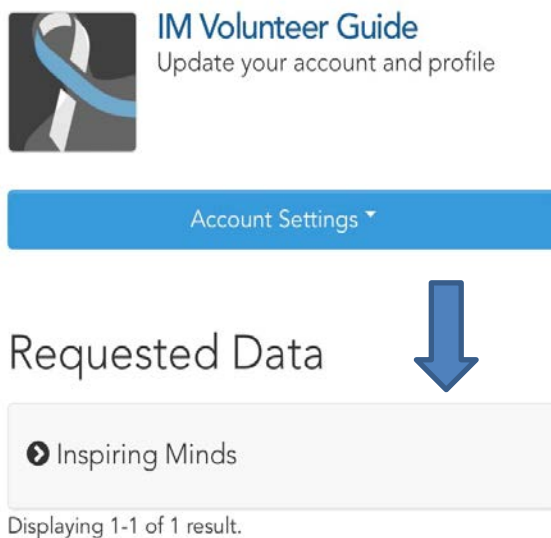 IM Volunteer Guide
Update your account and profile
Account Settings
Requested Data
Inspiring Minds
Displaying 1-1 of 1 result.